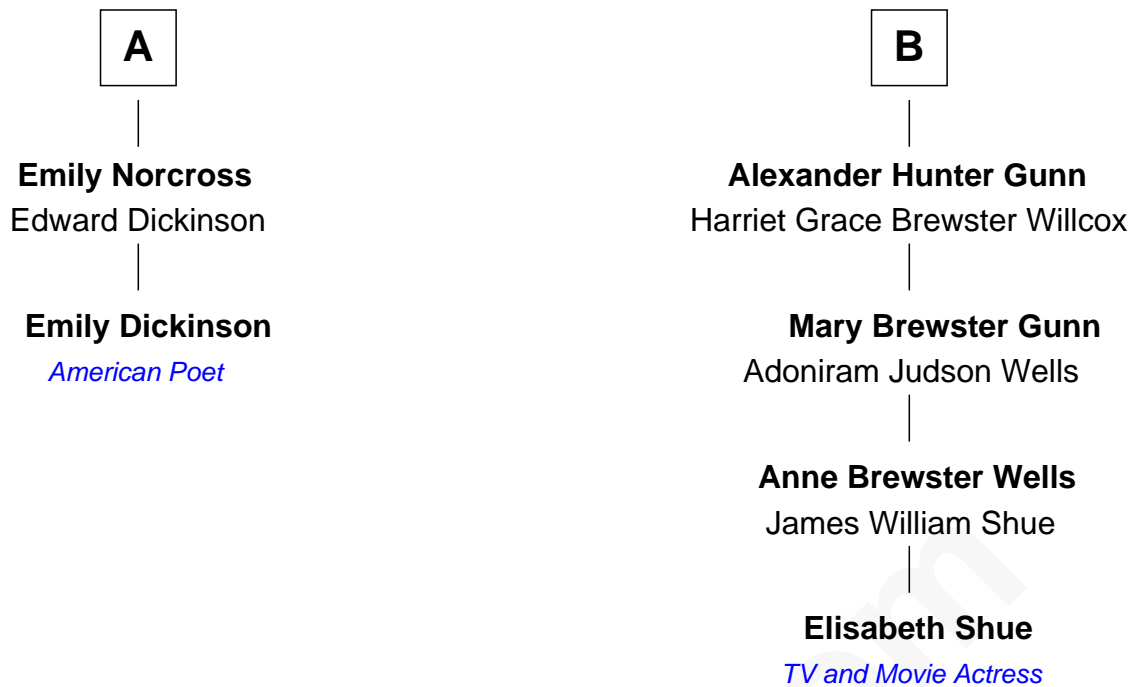 A
Emily Norcross
Edward Dickinson
Emily Dickinson
American Poet
B
Alexander Hunter Gunn
Harriet Grace Brewster Willcox
Mary Brewster Gunn
Adoniram Judson Wells
Anne Brewster Wells
James William Shue
Elisabeth Shue
TV and Movie Actress